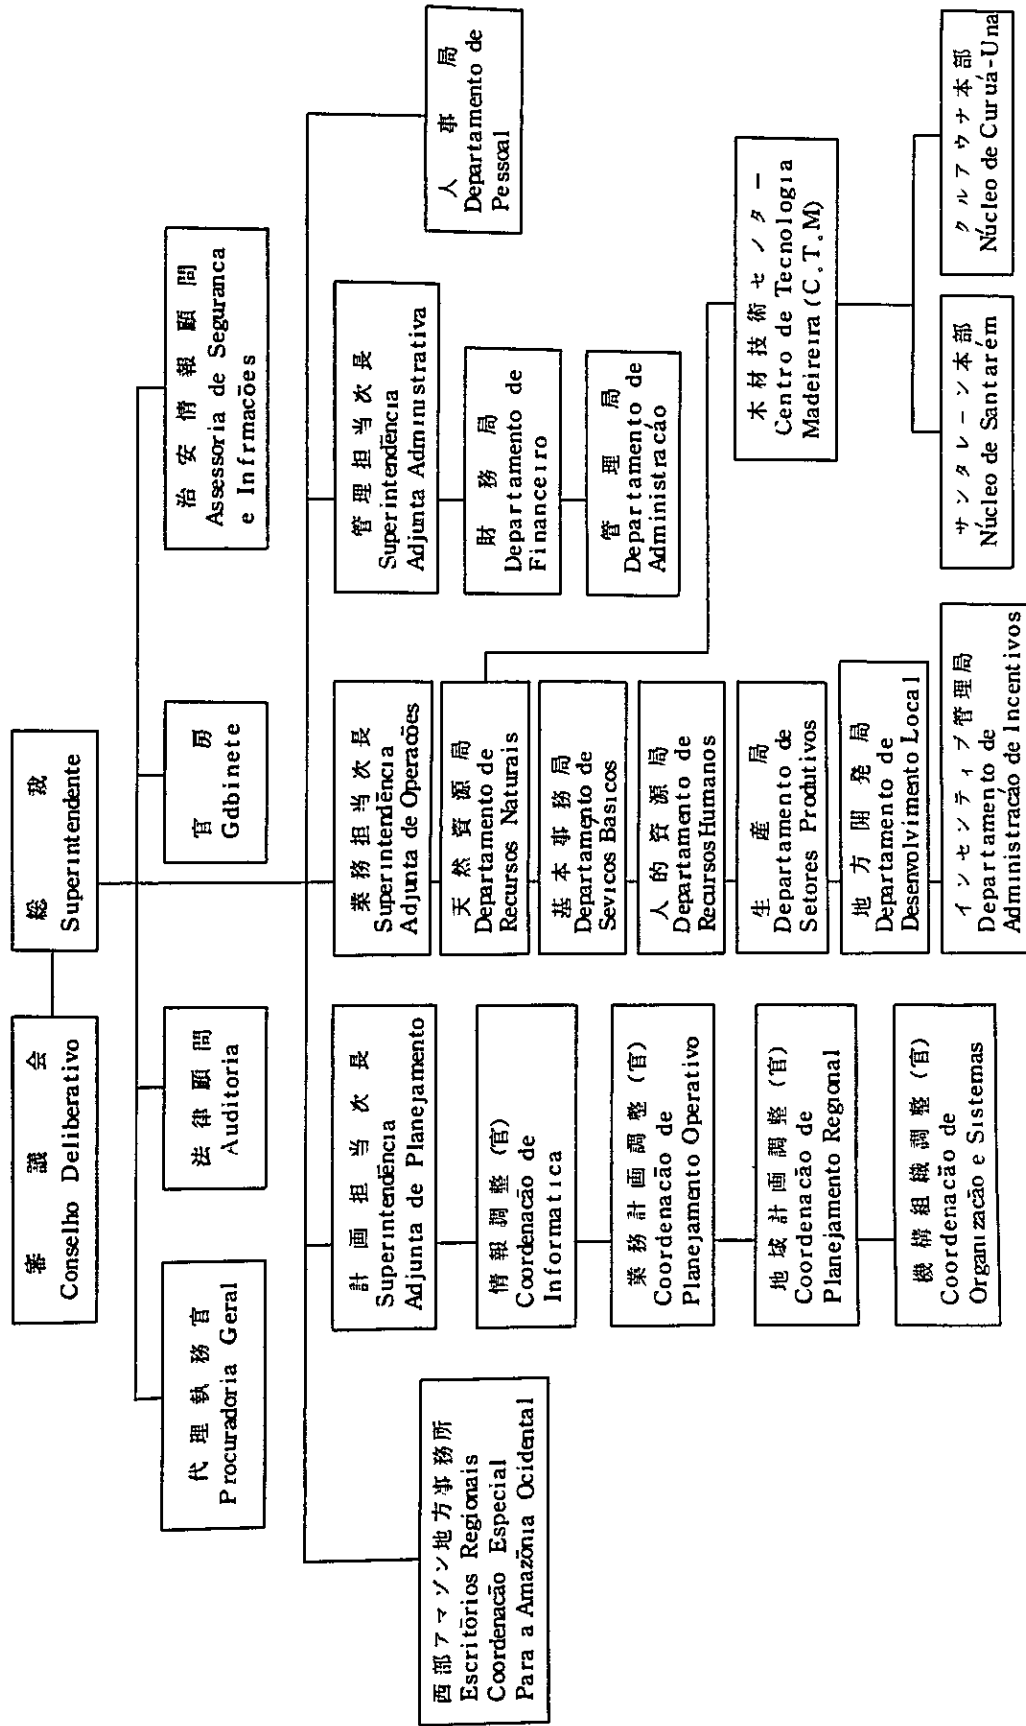 審議会
Conselho Deliberativo
総裁
Superintendente
代理執務官
Procuradoria Geral
法律顧問
Auditoria
官房
Gdbinete
治安情報顧問
Assessoria de Seguranca
e Infrmacões
西部アマゾン地方事務所
Escritōrios Regionais
Coordenacão Especial
Para a Amazōnia Ocidental
計画担当次長
Superintendēncia
Adjunta de Planejamento
情報調整(官)
Coordenacão de
Informatica
業務計画調整(官)
Coordenacão de
Planejamento Operativo
地域計画調整(官)
Coordenacão de
Planejamento Regional
機構組織調整(官)
Coordenacão de
Organizacão e Sistemas
業務担当次長
Superintendēncia
Adjunta de Operacões
天然資源局
Departamento de
Recursos Naturais
基本事務局
Departamento de
Sevicos Basicos
人的資源局
Departamento de
Recursos Humanos
生産局
Departamento de
Setores Produtivos
地方開発局
Departamento de
Desenvolvimento Local
インセンティブ管理局
Departamento de
Administracáo de Incentivos
管理担当次長
Superintendēncia
Adjunta Administrativa
財務局
Departamento de
Financeiro
管理局
Departamento de
Administracáo
人事局
Departamento de
Pessoal
木材技術センター
Centro de Tecnologia
Madeireira (C.T.M)
サンタレーン本部
Núcleo de Santarém
クルアウナ本部
Núcleo de Curuá-Una